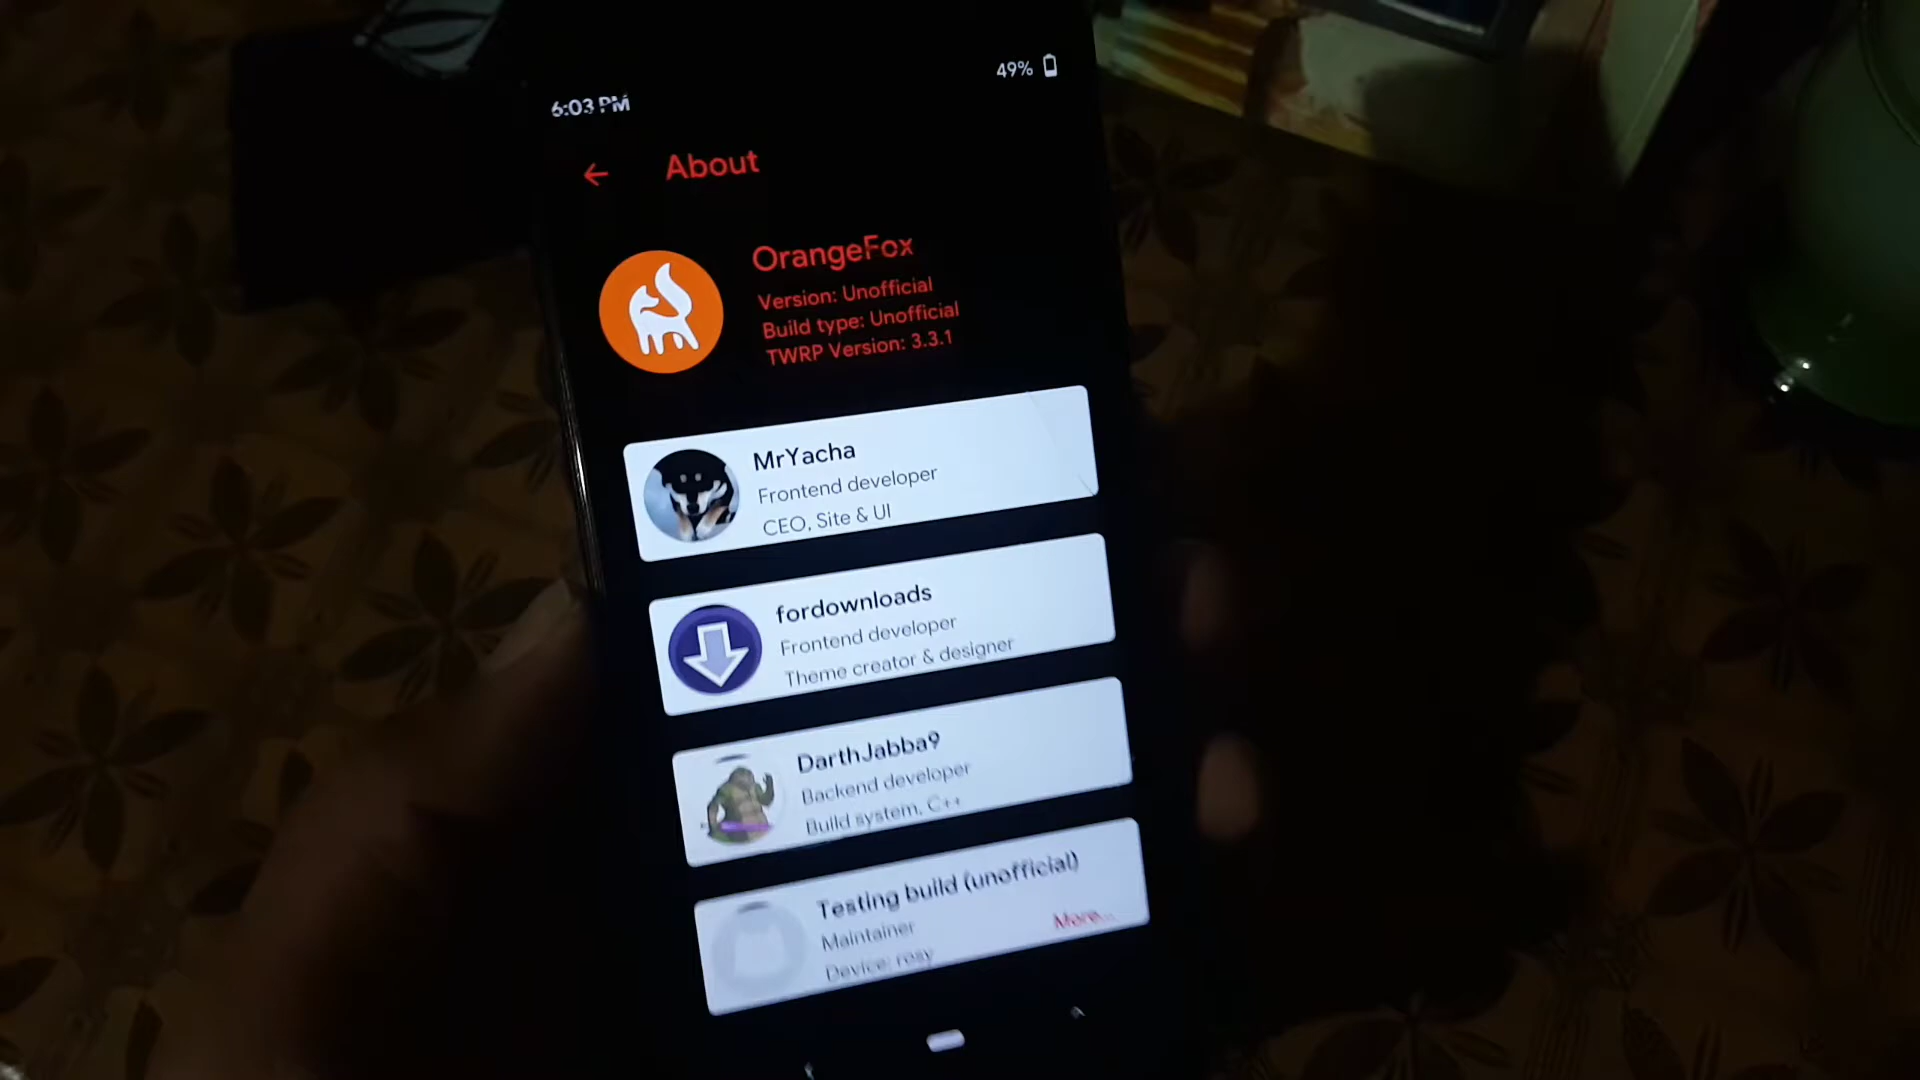 6:03 PM
49%
About
OrangeFox
Version: Unofficial
Build type: Unofficial
TWRP Version: 3.3.1
MrYacha
Frontend developer
CEO, Site & UI
fordownloads
Frontend developer
Theme creator & designer
DarthJabba9
Backend developer
Build system, C++
Testing build (unofficial)
Maintainer
More...
Device: rosy